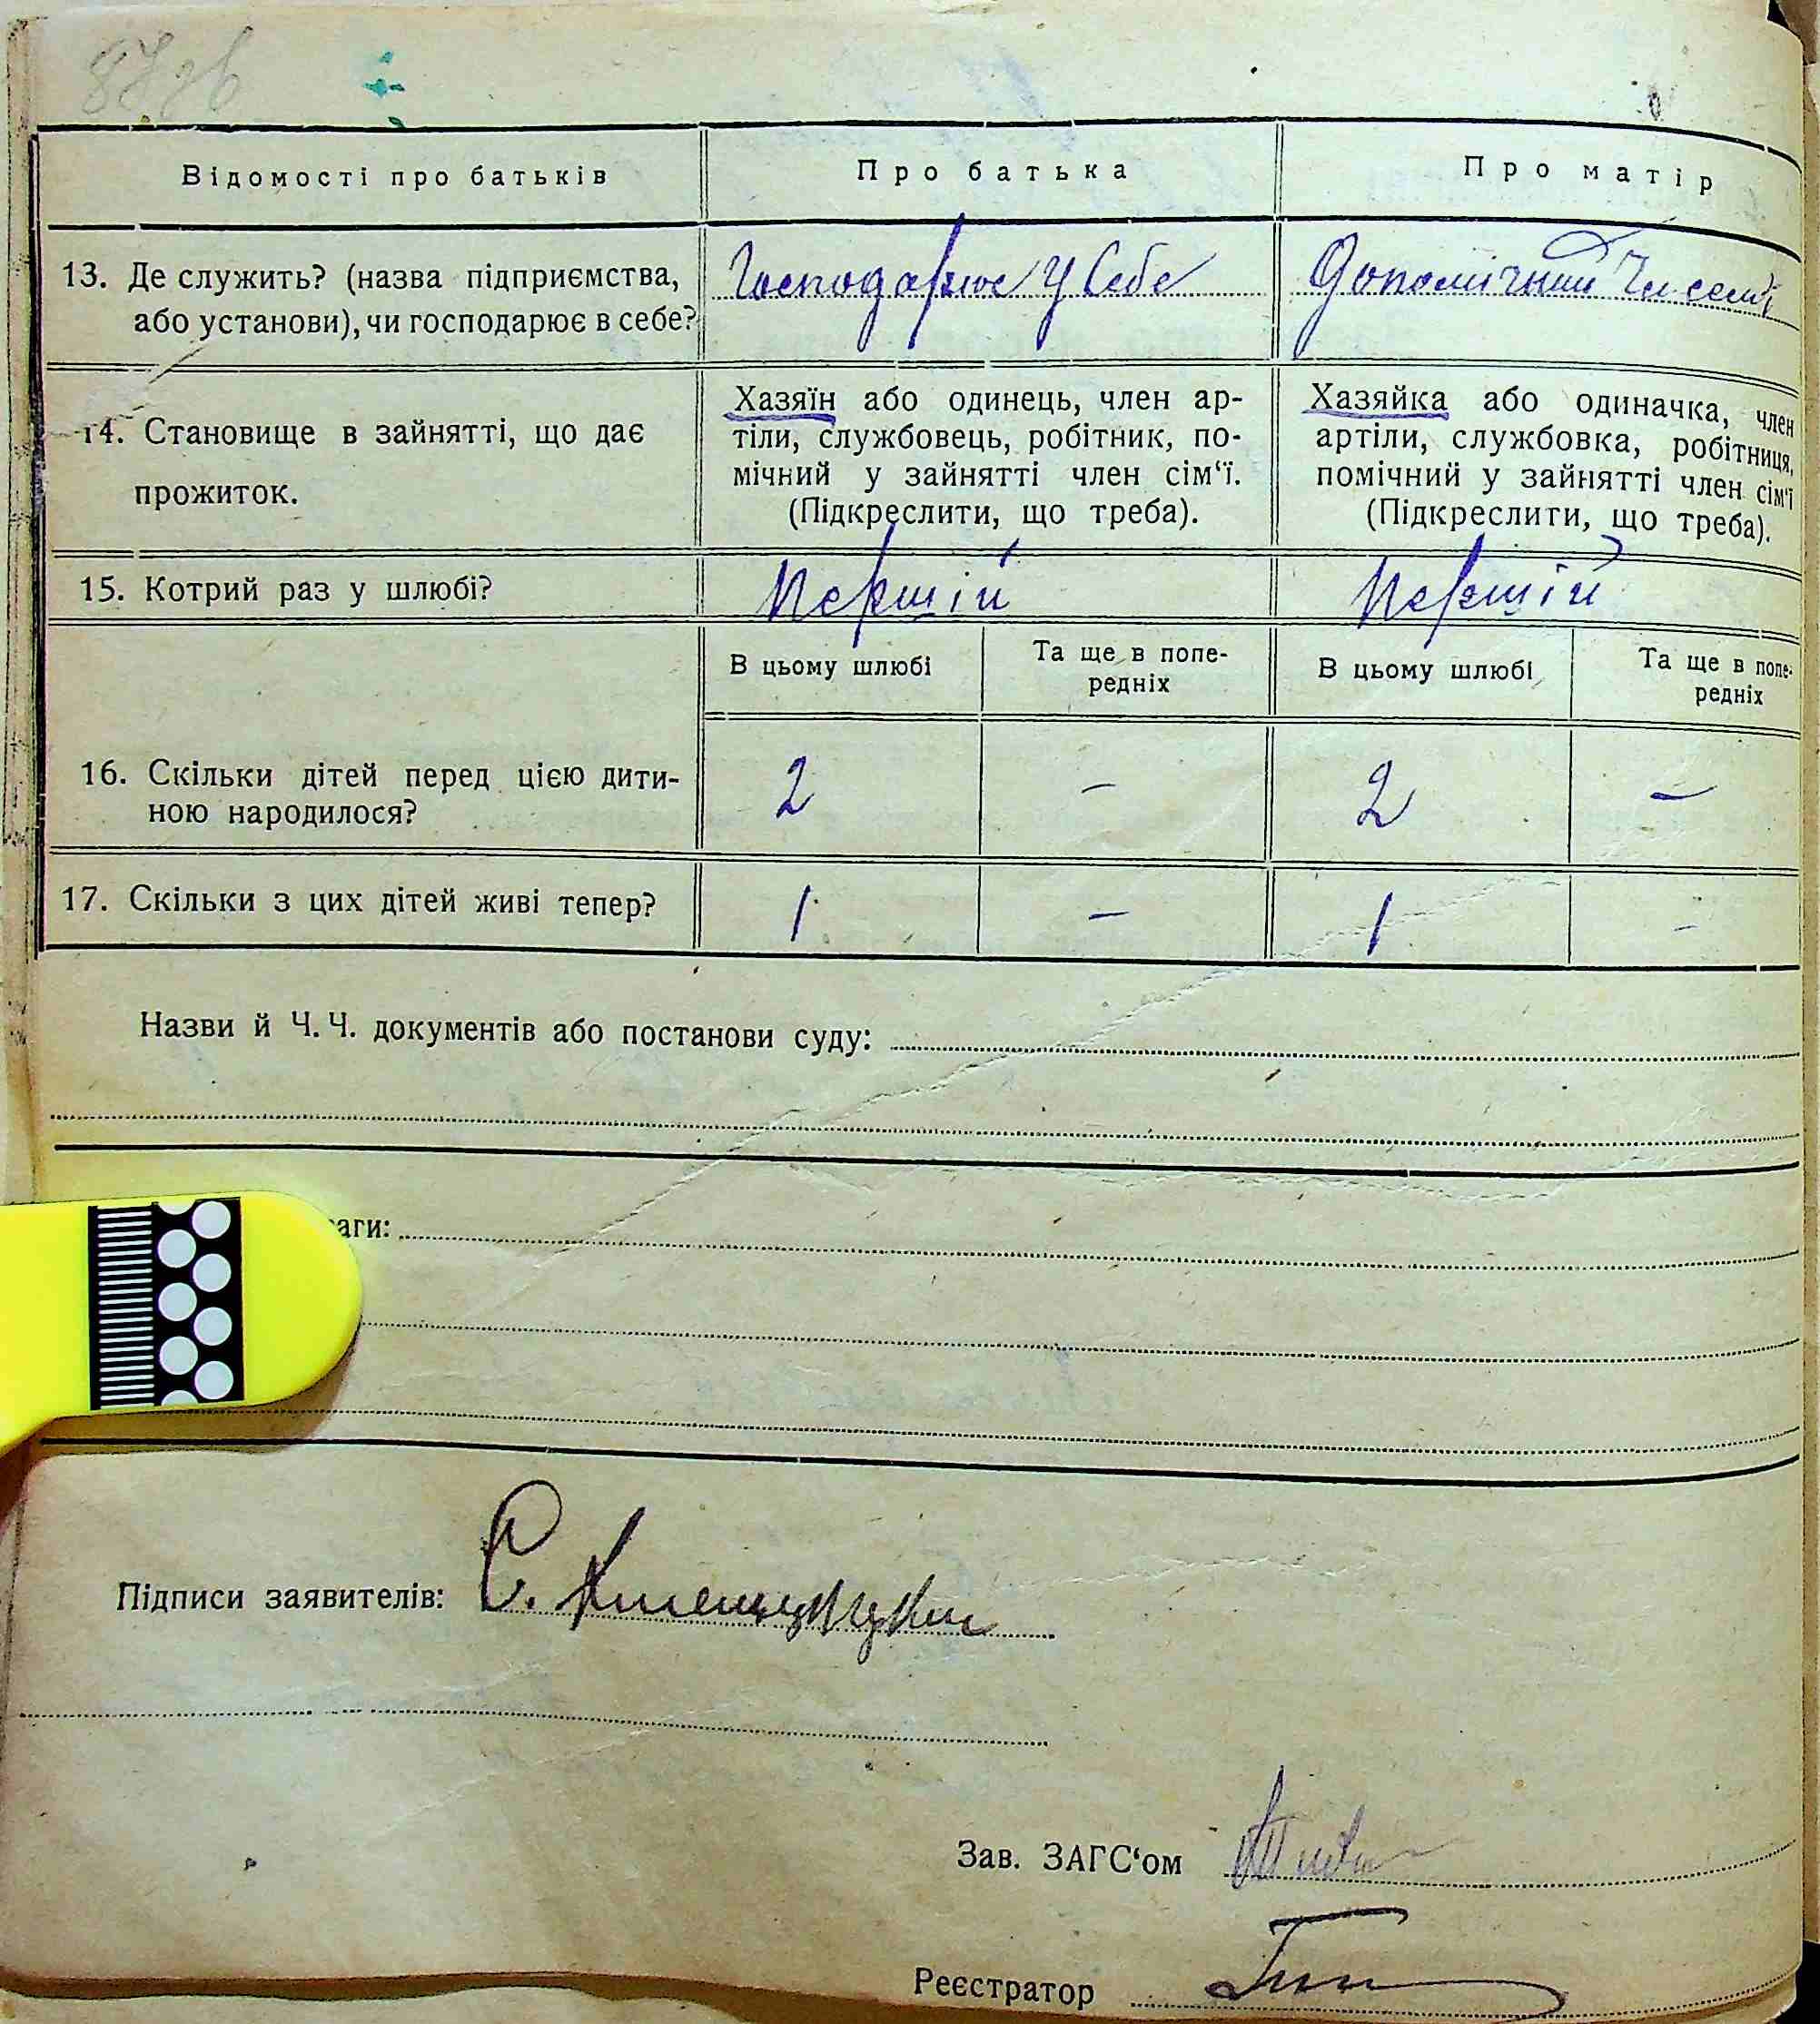 Відомості про батьків
Про батька
Про матір
13. Де служить? (назва підприємства,
або установи), чи господарює в себе?
Господарює у себе
Допомічний Чл семї
14. Становище в зайнятті, що дає
прожиток.
Хазяїн або одинець, член ар-
тіли, службовець, робітник, по-
мічний у зайнятті член сім‘ї.
(Підкреслити, що треба).
Хазяйка або одиначка, член
артіли, службовка, робітниця,
помічний у зайнятті член сім‘ї
(Підкреслити, що треба).
15. Котрий раз у шлюбі?
Першій
Першій
В цьому шлюбі
Та ще в попе-
редніх
В цьому шлюбі
Та ще в попе-
редніх
16. Скільки дітей перед цією дити-
ною народилося?
2
–
2
–
17. Скільки з цих дітей живі тепер?
1
–
1
–
Назви й Ч. Ч. документів або постанови суду:
аги:
Підписи заявителів: С.
Зав. ЗАГС‘ом
Реєстратор